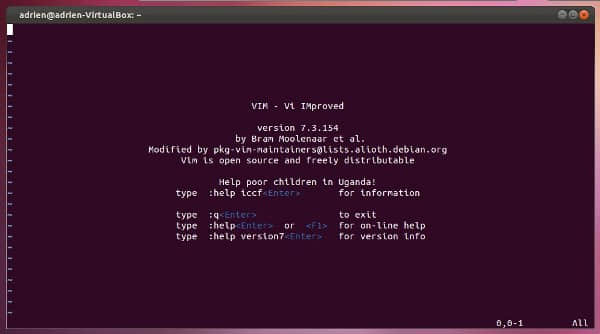 adrien@adrien-VirtualBox: ~
VIM - Vi IMproved
version 7.3.154
by Bram Moolenaar et al.
Modified by pkg-vim-maintainers@lists.alioth.debian.org
Vim is open source and freely distributable
Help poor children in Uganda!
type :help iccf<Enter> for information
type :q<Enter> to exit
type :help<Enter> or <F1> for on-line help
type :help version7<Enter> for version info
0,0-1 All